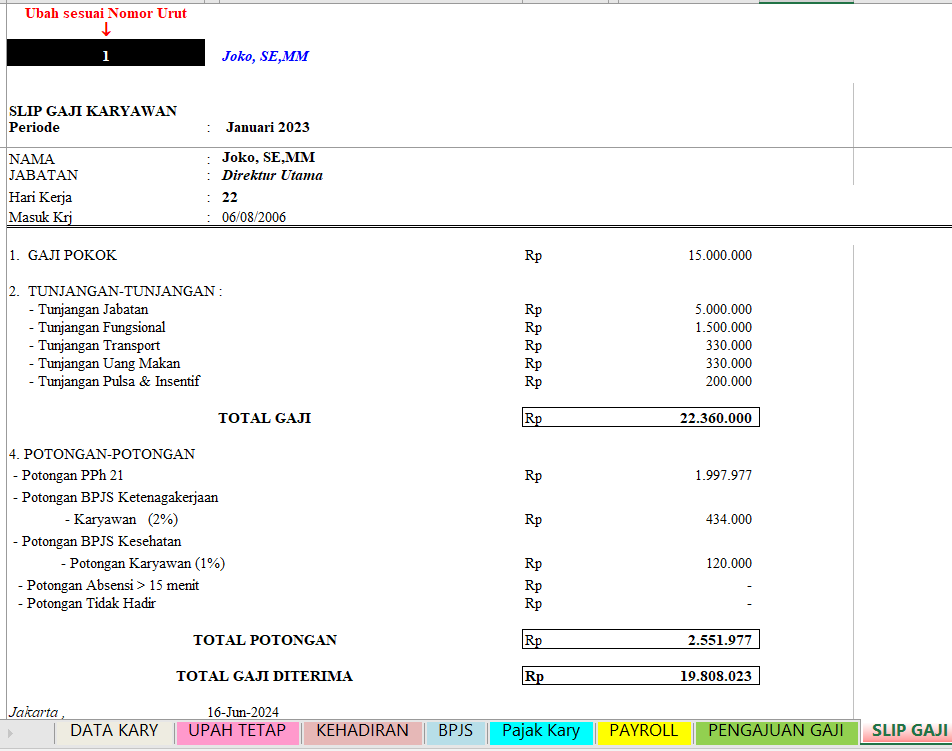 Ubah sesuai Nomor Urut
↓
1 Joko, SE,MM
SLIP GAJI KARYAWAN
Periode : Januari 2023
NAMA : Joko, SE,MM
JABATAN : Direktur Utama
Hari Kerja : 22
Masuk Krj : 06/08/2006
1. GAJI POKOK Rp 15.000.000
2. TUNJANGAN-TUNJANGAN :
- Tunjangan Jabatan Rp 5.000.000
- Tunjangan Fungsional Rp 1.500.000
- Tunjangan Transport Rp 330.000
- Tunjangan Uang Makan Rp 330.000
- Tunjangan Pulsa & Insentif Rp 200.000
TOTAL GAJI Rp 22.360.000
4. POTONGAN-POTONGAN
- Potongan PPh 21 Rp 1.997.977
- Potongan BPJS Ketenagakerjaan
- Karyawan (2%) Rp 434.000
- Potongan BPJS Kesehatan
- Potongan Karyawan (1%) Rp 120.000
- Potongan Absensi > 15 menit Rp -
- Potongan Tidak Hadir Rp -
TOTAL POTONGAN Rp 2.551.977
TOTAL GAJI DITERIMA Rp 19.808.023
Jakarta , 16-Jun-2024
DATA KARY UPAH TETAP KEHADIRAN BPJS Pajak Kary PAYROLL PENGAJUAN GAJI SLIP GAJI